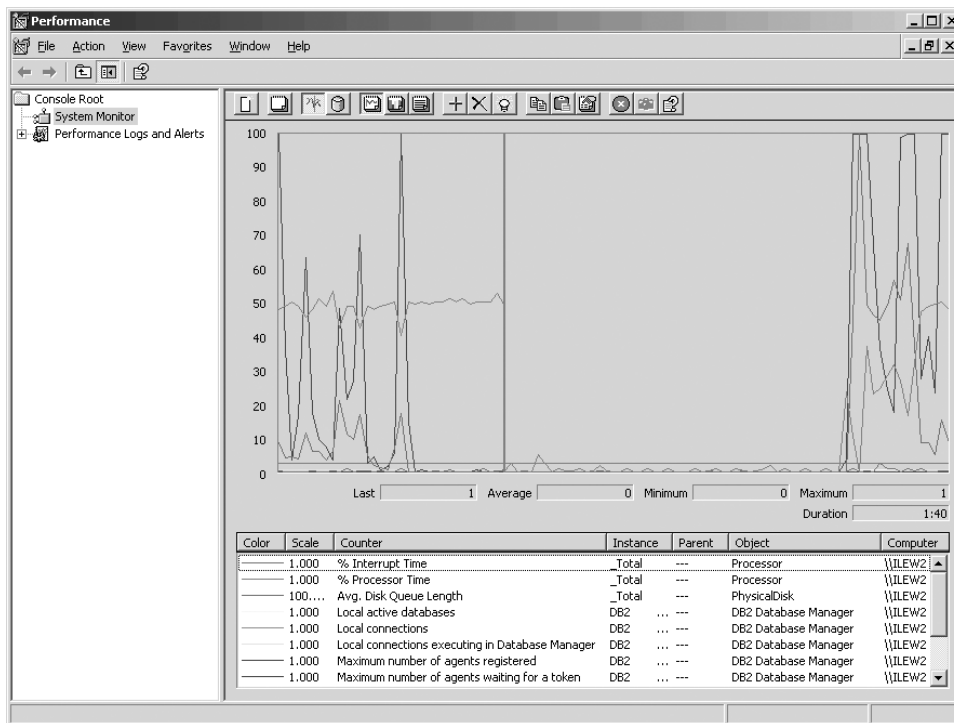 Performance
File Action View Favorites Window Help
Console Root
System Monitor
Performance Logs and Alerts
100
90
80
70
60
50
40
30
20
10
0
Last 1 Average 0 Minimum 0 Maximum 1
Duration 1:40
Color Scale Counter Instance Parent Object Computer
1.000 % Interrupt Time _Total --- Processor \\ILEW2
1.000 % Processor Time _Total --- Processor \\ILEW2
100.... Avg. Disk Queue Length _Total --- PhysicalDisk \\ILEW2
1.000 Local active databases DB2 ... --- DB2 Database Manager \\ILEW2
1.000 Local connections DB2 ... --- DB2 Database Manager \\ILEW2
1.000 Local connections executing in Database Manager DB2 ... --- DB2 Database Manager \\ILEW2
1.000 Maximum number of agents registered DB2 ... --- DB2 Database Manager \\ILEW2
1.000 Maximum number of agents waiting for a token DB2 ... --- DB2 Database Manager \\ILEW2